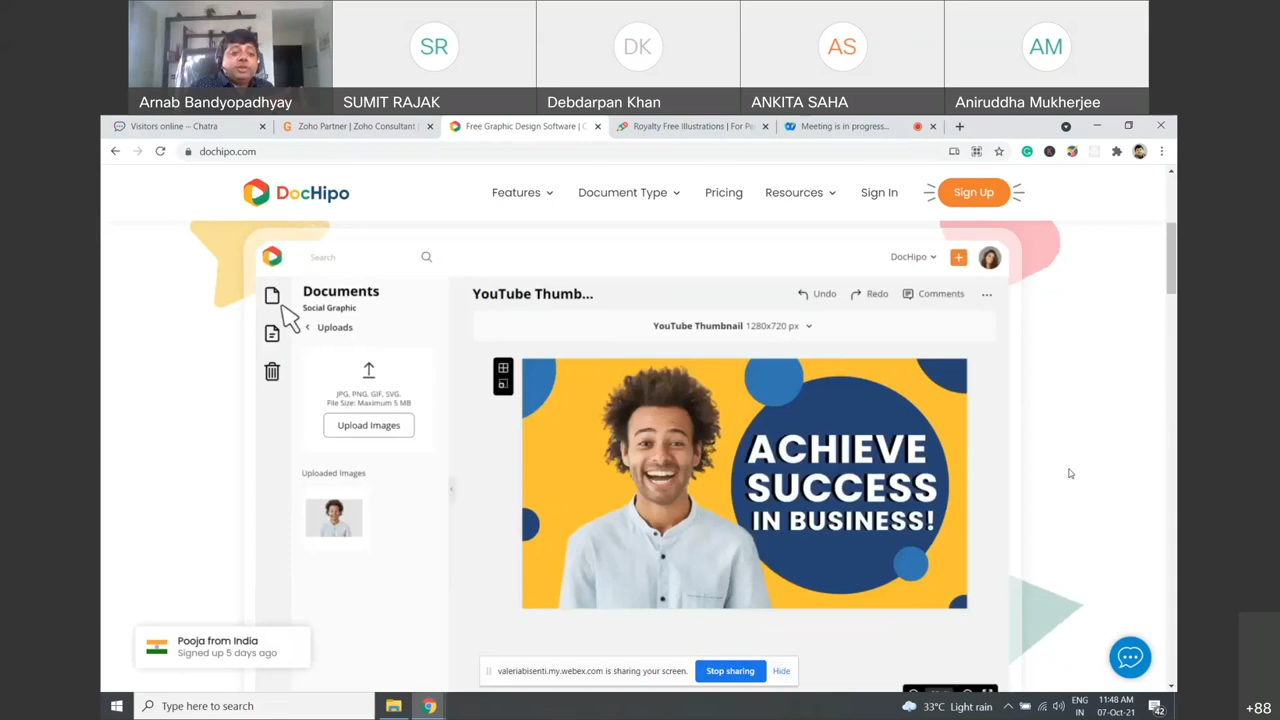 SR
DK
AS
AM
Arnab Bandyopadhyay
SUMIT RAJAK
Debdarpan Khan
ANKITA SAHA
Aniruddha Mukherjee
Visitors online – Chatra
Zoho Partner | Zoho Consultant |
Free Graphic Design Software | C
Royalty Free Illustrations | For Pe
Meeting is in progress...
dochipo.com
DocHipo
Features
Document Type
Pricing
Resources
Sign In
Sign Up
Search
DocHipo
Documents
Social Graphic
Uploads
YouTube Thumb...
Undo
Redo
Comments
YouTube Thumbnail 1280x720 px
JPG, PNG, GIF, SVG.
File Size: Maximum 5 MB
Upload Images
Uploaded Images
ACHIEVE
SUCCESS
IN BUSINESS!
Pooja from India
Signed up 5 days ago
valeriabisenti.my.webex.com is sharing your screen.
Stop sharing
Hide
Type here to search
33°C Light rain
ENG
IN
11:48 AM
07-Oct-21
42
+88